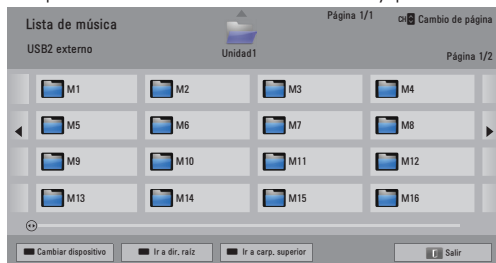 Lista de música
Página 1/1
CH Cambio de página
USB2 externo
Unidad1
Página 1/2
M1 M2 M3 M4
M5 M6 M7 M8
M9 M10 M11 M12
M13 M14 M15 M16
Cambiar dispositivo Ir a dir. raíz Ir a carp. superior Salir